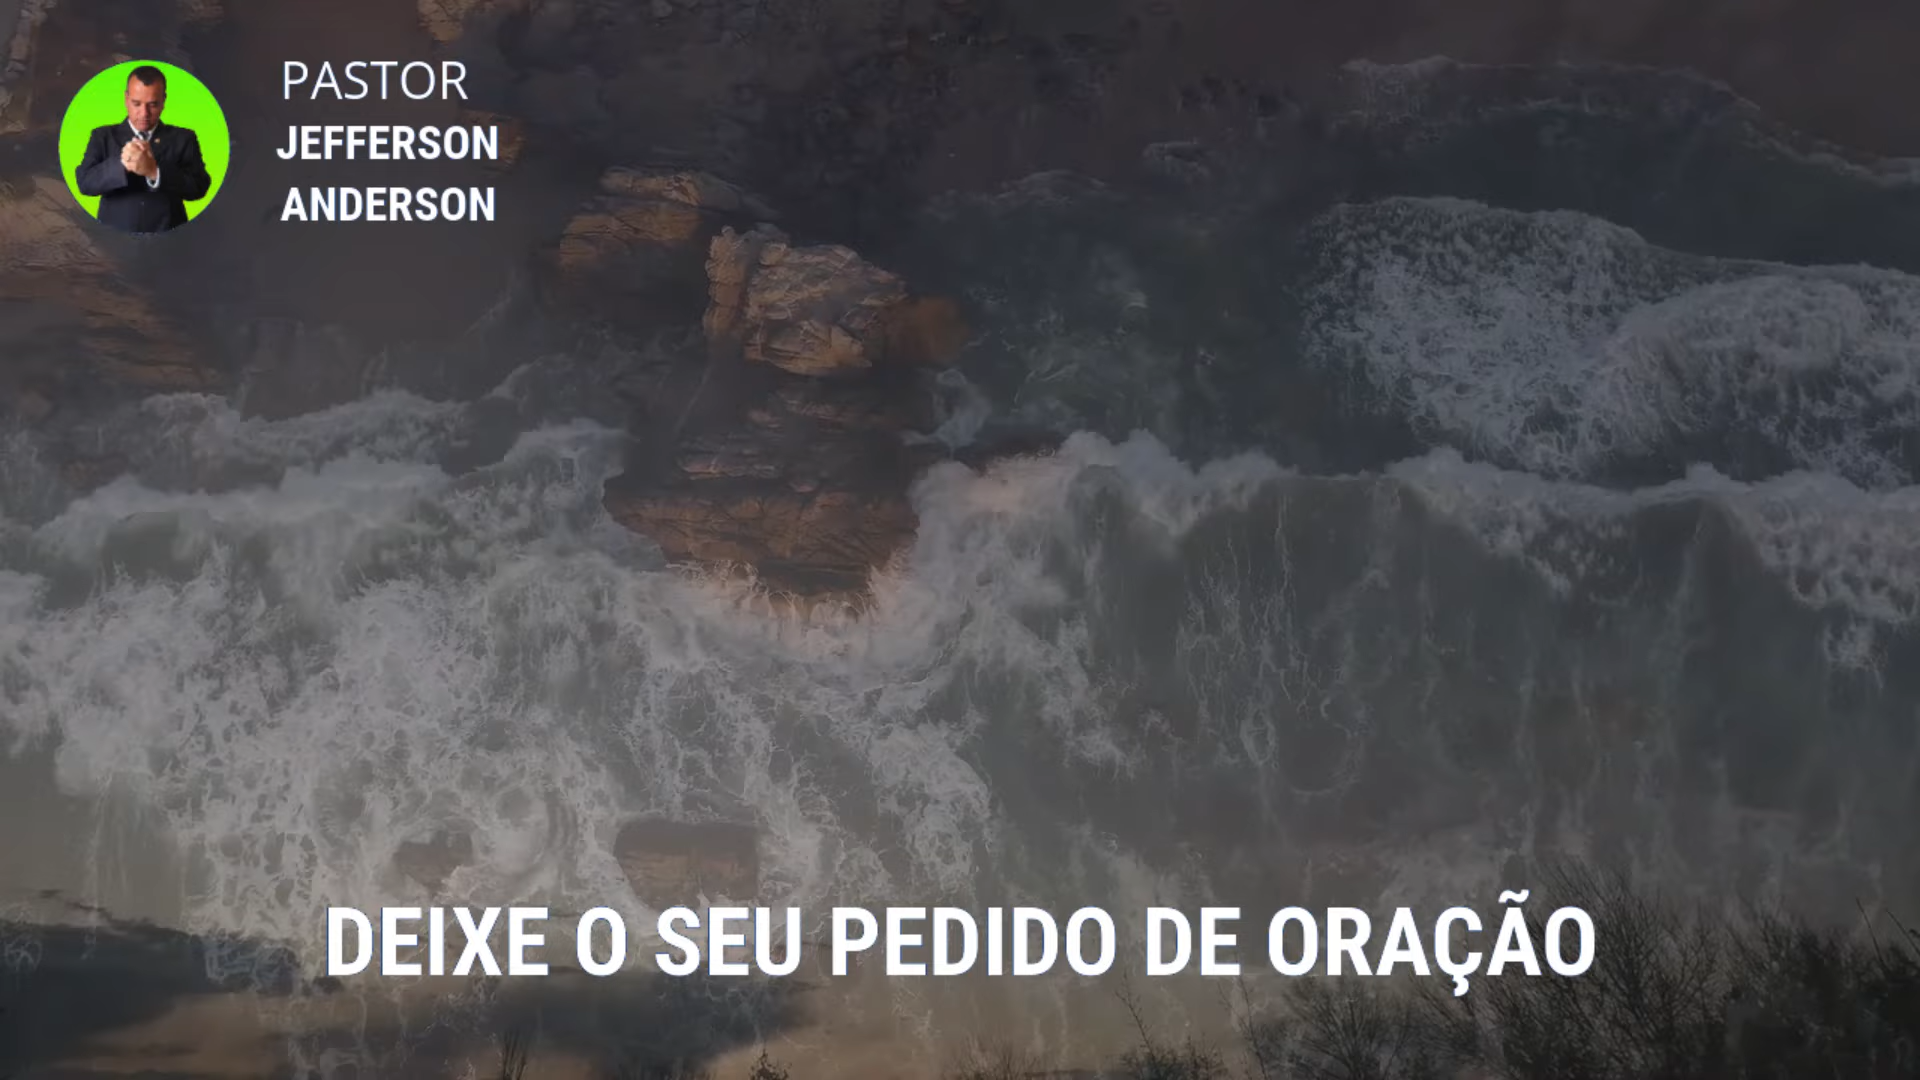 PASTOR
JEFFERSON
ANDERSON
DEIXE O SEU PEDIDO DE ORAÇÃO